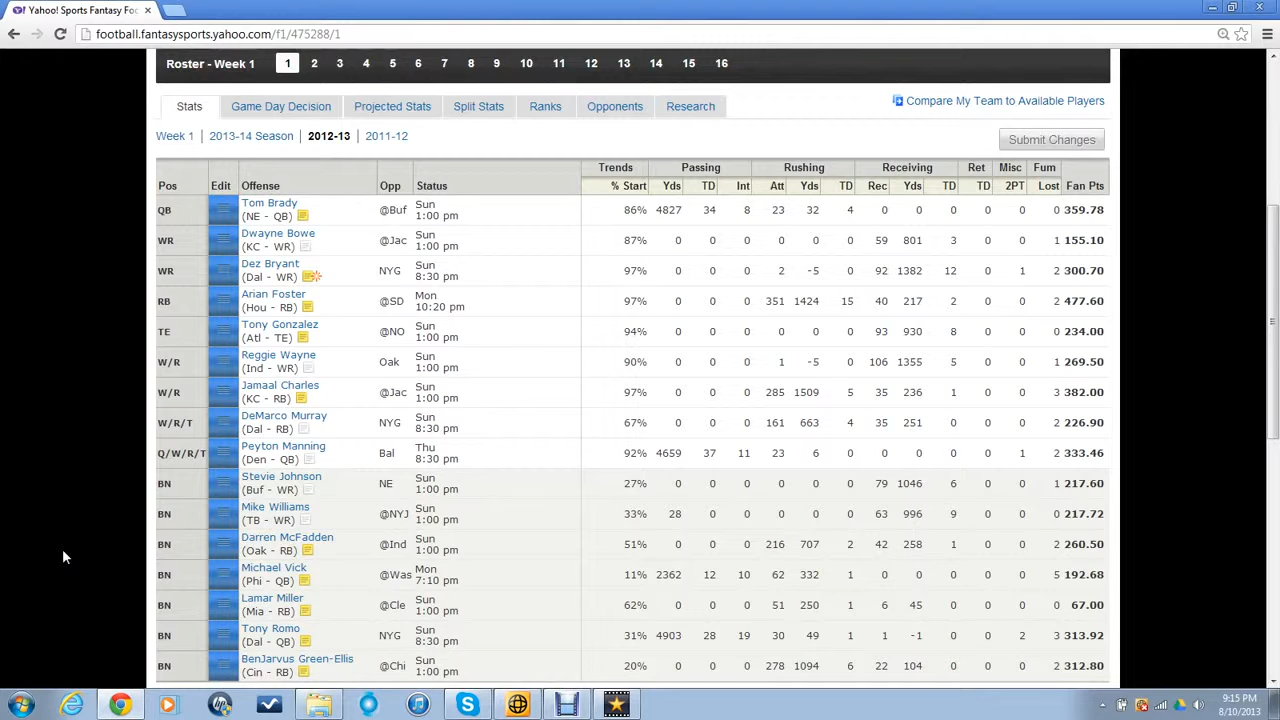 Yahoo! Sports Fantasy Foo
football.fantasysports.yahoo.com/f1/475288/1
Roster - Week 1 1 2 3 4 5 6 7 8 9 10 11 12 13 14 15 16
Stats Game Day Decision Projected Stats Split Stats Ranks Opponents Research Compare My Team to Available Players
Week 1 2013-14 Season 2012-13 2011-12 Submit Changes
Trends Passing Rushing Receiving Ret Misc Fum
Pos Edit Offense Opp Status % Start Yds TD Int Att Yds TD Rec Yds TD TD 2PT Lost Fan Pts
Tom Brady Sun
QB (NE - QB) Buf 1:00 pm 86% 4827 34 8 23 32 4 0 0 0 0 0 0 359.78
Dwayne Bowe Sun
WR (KC - WR) @Jac 1:00 pm 87% 0 0 0 0 0 0 59 801 3 0 0 1 155.10
Dez Bryant Sun
WR (Dal - WR) 8:30 pm 97% 0 0 0 2 -5 0 92 1382 12 0 1 2 300.70
Arian Foster Mon
RB (Hou - RB) 10:20 pm 97% 0 0 0 351 1424 15 40 217 2 0 0 2 477.60
Tony Gonzalez Sun
TE (Atl - TE) NO 1:00 pm 94% 0 0 0 0 0 0 93 930 8 0 0 0 234.00
Reggie Wayne Sun
W/R (Ind - WR) 1:00 pm 90% 0 0 0 1 -5 0 106 1355 5 0 0 0 269.50
Jamaal Charles Sun
W/R (KC - RB) 1:00 pm 97% 0 0 0 285 1509 5 35 236 1 0 0 3 382.00
DeMarco Murray Sun
W/R/T (Dal - RB) 8:30 pm 67% 0 0 0 161 663 4 35 251 0 0 0 2 226.90
Peyton Manning Thu
Q/W/R/T (Den - QB) 8:30 pm 92% 4659 37 11 23 6 0 0 0 0 0 1 2 333.46
Stevie Johnson Sun
BN (Buf - WR) NE 1:00 pm 27% 0 0 0 0 0 0 79 1046 6 0 0 1 217.60
Mike Williams Sun
BN (TB - WR) NYJ 1:00 pm 33% 28 0 0 0 0 0 63 996 9 0 0 0 217.72
Darren McFadden Sun
BN (Oak - RB) 1:00 pm 51% 0 0 0 216 707 2 42 258 1 0 0 2 260.50
Michael Vick Mon
BN (Phi - QB) 7:10 pm 11% 2362 12 10 62 332 1 0 0 0 0 0 5 192.68
Lamar Miller Sun
BN (Mia - RB) 1:00 pm 62% 0 0 0 51 250 1 6 45 0 0 0 0 67.00
Tony Romo Sun
BN (Dal - QB) 8:30 pm 31% 4903 28 19 30 49 1 1 -1 0 0 2 3 313.92
BenJarvus Green-Ellis Sun
BN (Cin - RB) @Chi 1:00 pm 20% 0 0 0 278 1094 6 22 104 0 0 0 2 312.80
9:15 PM
8/10/2013